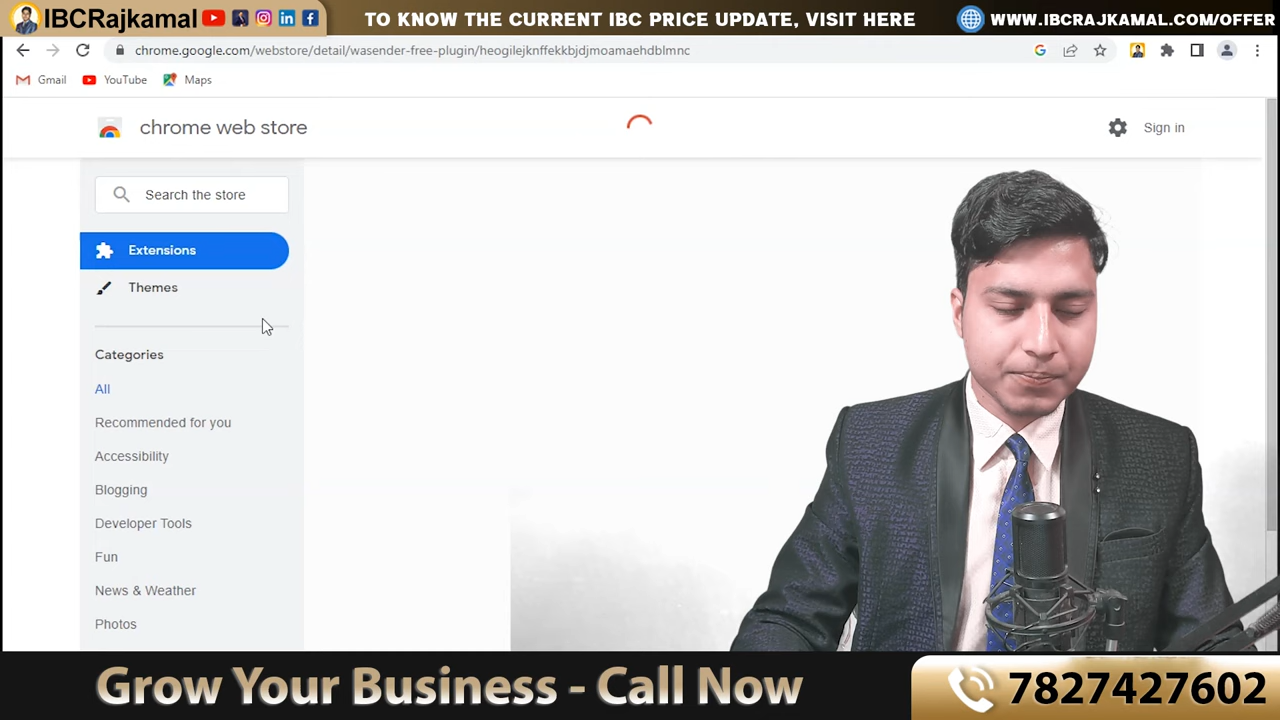 IBCRajkamal
TO KNOW THE CURRENT IBC PRICE UPDATE, VISIT HERE
WWW.IBCRAJKAMAL.COM/OFFER
chrome.google.com/webstore/detail/wasender-free-plugin/heogilejknffekkbjdjmoamaehdblmnc
Gmail
YouTube
Maps
chrome web store
Sign in
Search the store
Extensions
Themes
Categories
All
Recommended for you
Accessibility
Blogging
Developer Tools
Fun
News & Weather
Photos
Grow Your Business - Call Now
7827427602